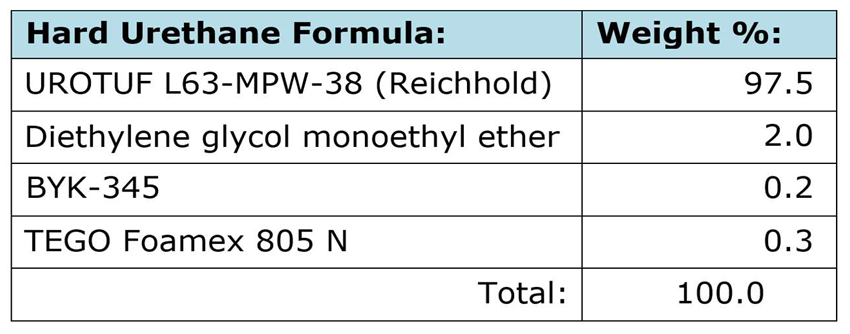 Hard Urethane Formula: Weight %:
UROTUF L63-MPW-38 (Reichhold) 97.5
Diethylene glycol monoethyl ether 2.0
BYK-345 0.2
TEGO Foamex 805 N 0.3
Total: 100.0